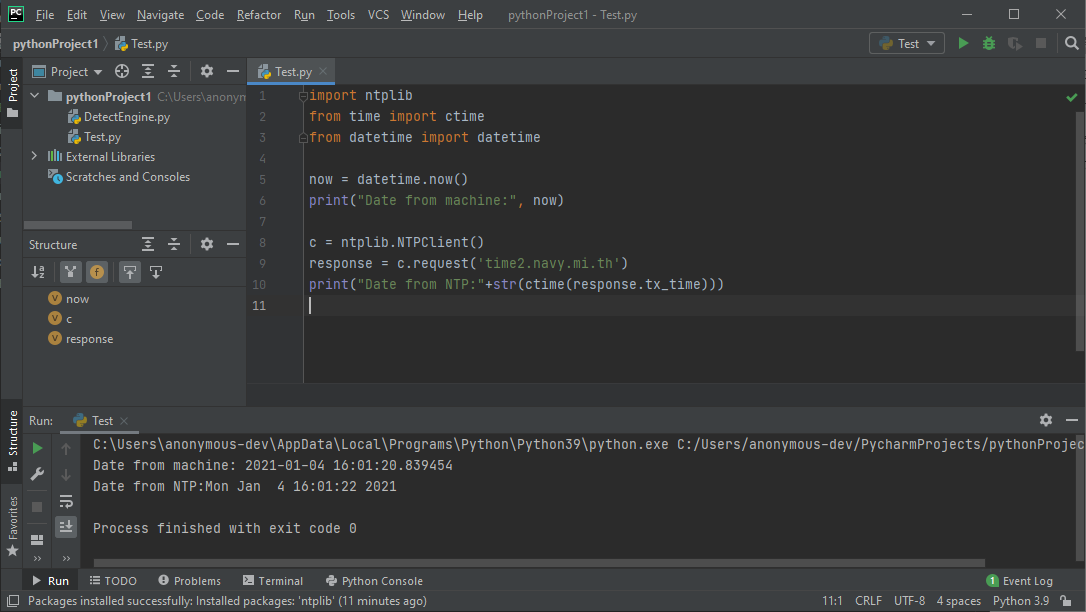 PC File Edit View Navigate Code Refactor Run Tools VCS Window Help pythonProject1 - Test.py
pythonProject1 Test.py Test
Project Test.py
Project
pythonProject1 C:\Users\anonym
DetectEngine.py
Test.py
External Libraries
Scratches and Consoles
Structure
now
c
response
1 import ntplib
2 from time import ctime
3 from datetime import datetime
4
5 now = datetime.now()
6 print("Date from machine:", now)
7
8 c = ntplib.NTPClient()
9 response = c.request('time2.navy.mi.th')
10 print("Date from NTP:"+str(ctime(response.tx_time)))
11
Structure
Favorites
Run: Test
C:\Users\anonymous-dev\AppData\Local\Programs\Python\Python39\python.exe C:/Users/anonymous-dev/PycharmProjects/pythonProjec
Date from machine: 2021-01-04 16:01:20.839454
Date from NTP:Mon Jan  4 16:01:22 2021
Process finished with exit code 0
Run TODO Problems Terminal Python Console 1 Event Log
Packages installed successfully: Installed packages: 'ntplib' (11 minutes ago) 11:1 CRLF UTF-8 4 spaces Python 3.9